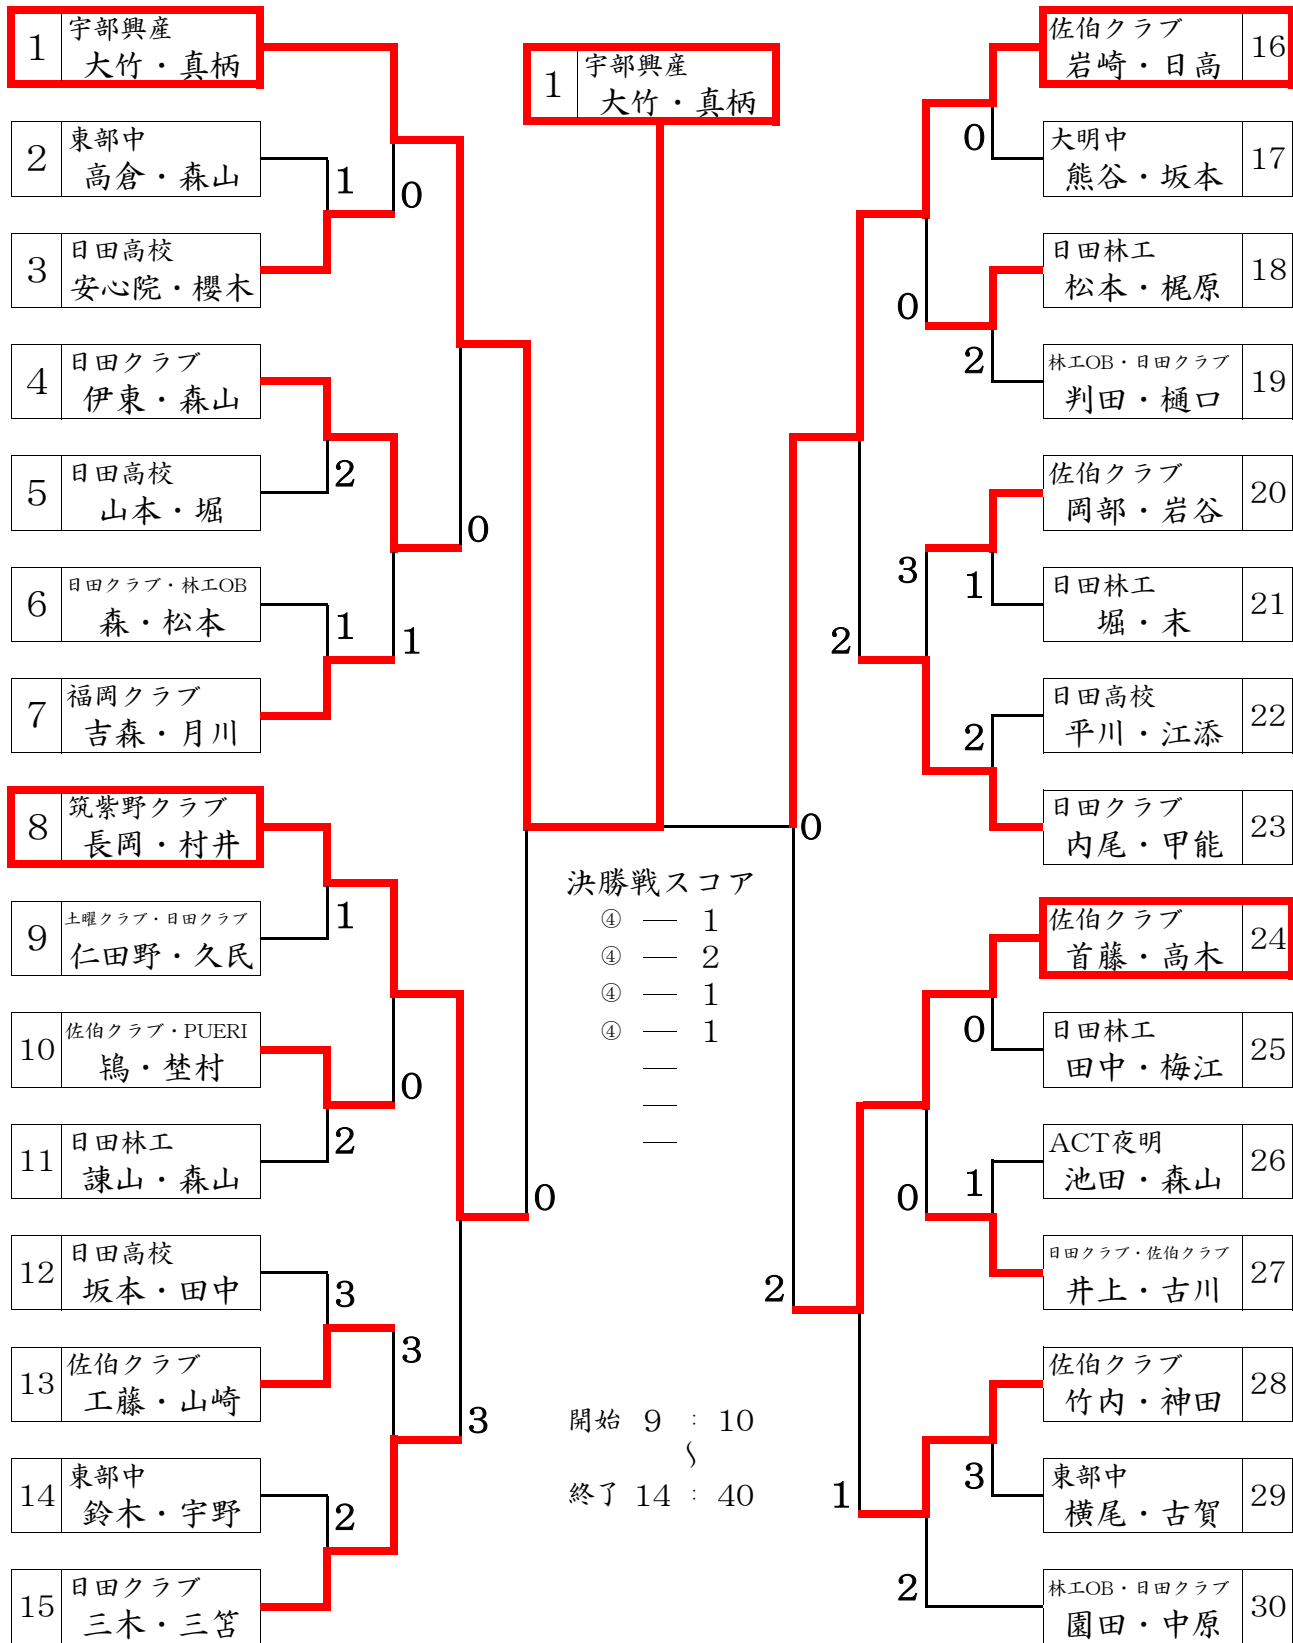 1
宇部興産
大竹・真柄
2
東部中
高倉・森山
3
日田高校
安心院・櫻木
4
日田クラブ
伊東・森山
5
日田高校
山本・堀
6
日田クラブ・林工OB
森・松本
7
福岡クラブ
吉森・月川
8
筑紫野クラブ
長岡・村井
9
土曜クラブ・日田クラブ
仁田野・久民
10
佐伯クラブ・PUERI
鴇・埜村
11
日田林工
諌山・森山
12
日田高校
坂本・田中
13
佐伯クラブ
工藤・山崎
14
東部中
鈴木・宇野
15
日田クラブ
三木・三笘
1
0
2
0
1
1
1
0
2
0
3
3
3
2
1
宇部興産
大竹・真柄
決勝戦スコア
④ ― 1
④ ― 2
④ ― 1
④ ― 1
―
―
―
開始 9 : 10
~
終了 14 : 40
0
0
0
2
3
1
2
2
0
2
0
1
3
1
2
佐伯クラブ
岩崎・日高
16
大明中
熊谷・坂本
17
日田林工
松本・梶原
18
林工OB・日田クラブ
判田・樋口
19
佐伯クラブ
岡部・岩谷
20
日田林工
堀・末
21
日田高校
平川・江添
22
日田クラブ
内尾・甲能
23
佐伯クラブ
首藤・高木
24
日田林工
田中・梅江
25
ACT夜明
池田・森山
26
日田クラブ・佐伯クラブ
井上・古川
27
佐伯クラブ
竹内・神田
28
東部中
横尾・古賀
29
林工OB・日田クラブ
園田・中原
30